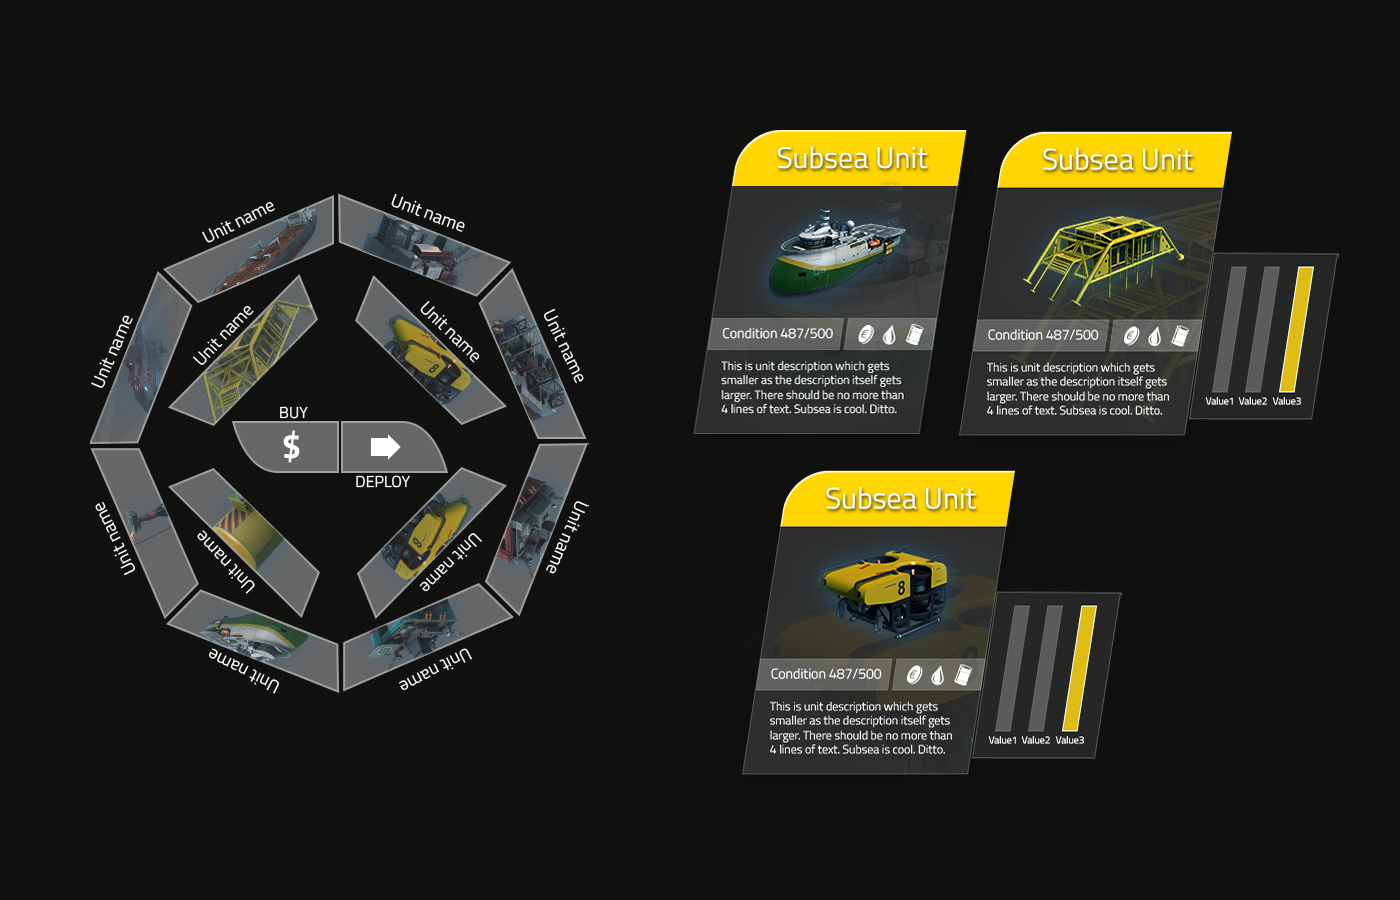 Unit name
Unit name
Unit name
Unit name
Unit name
Unit name
BUY
$
DEPLOY
Unit name
Unit name
Unit name
Unit name
Unit name
Unit name
Subsea Unit
Condition 487/500
This is unit description which gets
smaller as the description itself gets
larger. There should be no more than
4 lines of text. Subsea is cool. Ditto.
Subsea Unit
Condition 487/500
This is unit description which gets
smaller as the description itself gets
larger. There should be no more than
4 lines of text. Subsea is cool. Ditto.
Value1 Value2 Value3
Subsea Unit
8
Condition 487/500
This is unit description which gets
smaller as the description itself gets
larger. There should be no more than
4 lines of text. Subsea is cool. Ditto.
Value1 Value2 Value3